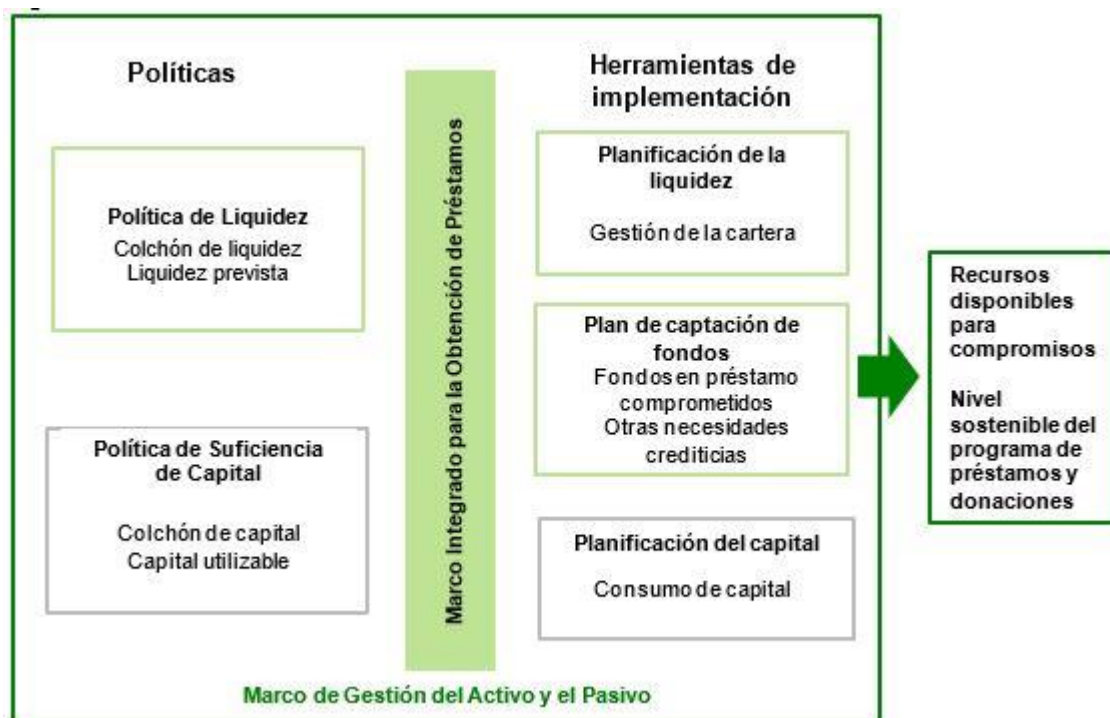 Políticas
Política de Liquidez
Colchón de liquidez
Liquidez prevista
Política de Suficiencia
de Capital
Colchón de capital
Capital utilizable
Marco Integrado para la Obtención de Préstamos
Herramientas de
implementación
Planificación de la
liquidez
Gestión de la cartera
Plan de captación de
fondos
Fondos en préstamo
comprometidos
Otras necesidades
crediticias
Planificación del capital
Consumo de capital
Marco de Gestión del Activo y el Pasivo
Recursos
disponibles
para
compromisos
Nivel
sostenible del
programa de
préstamos y
donaciones